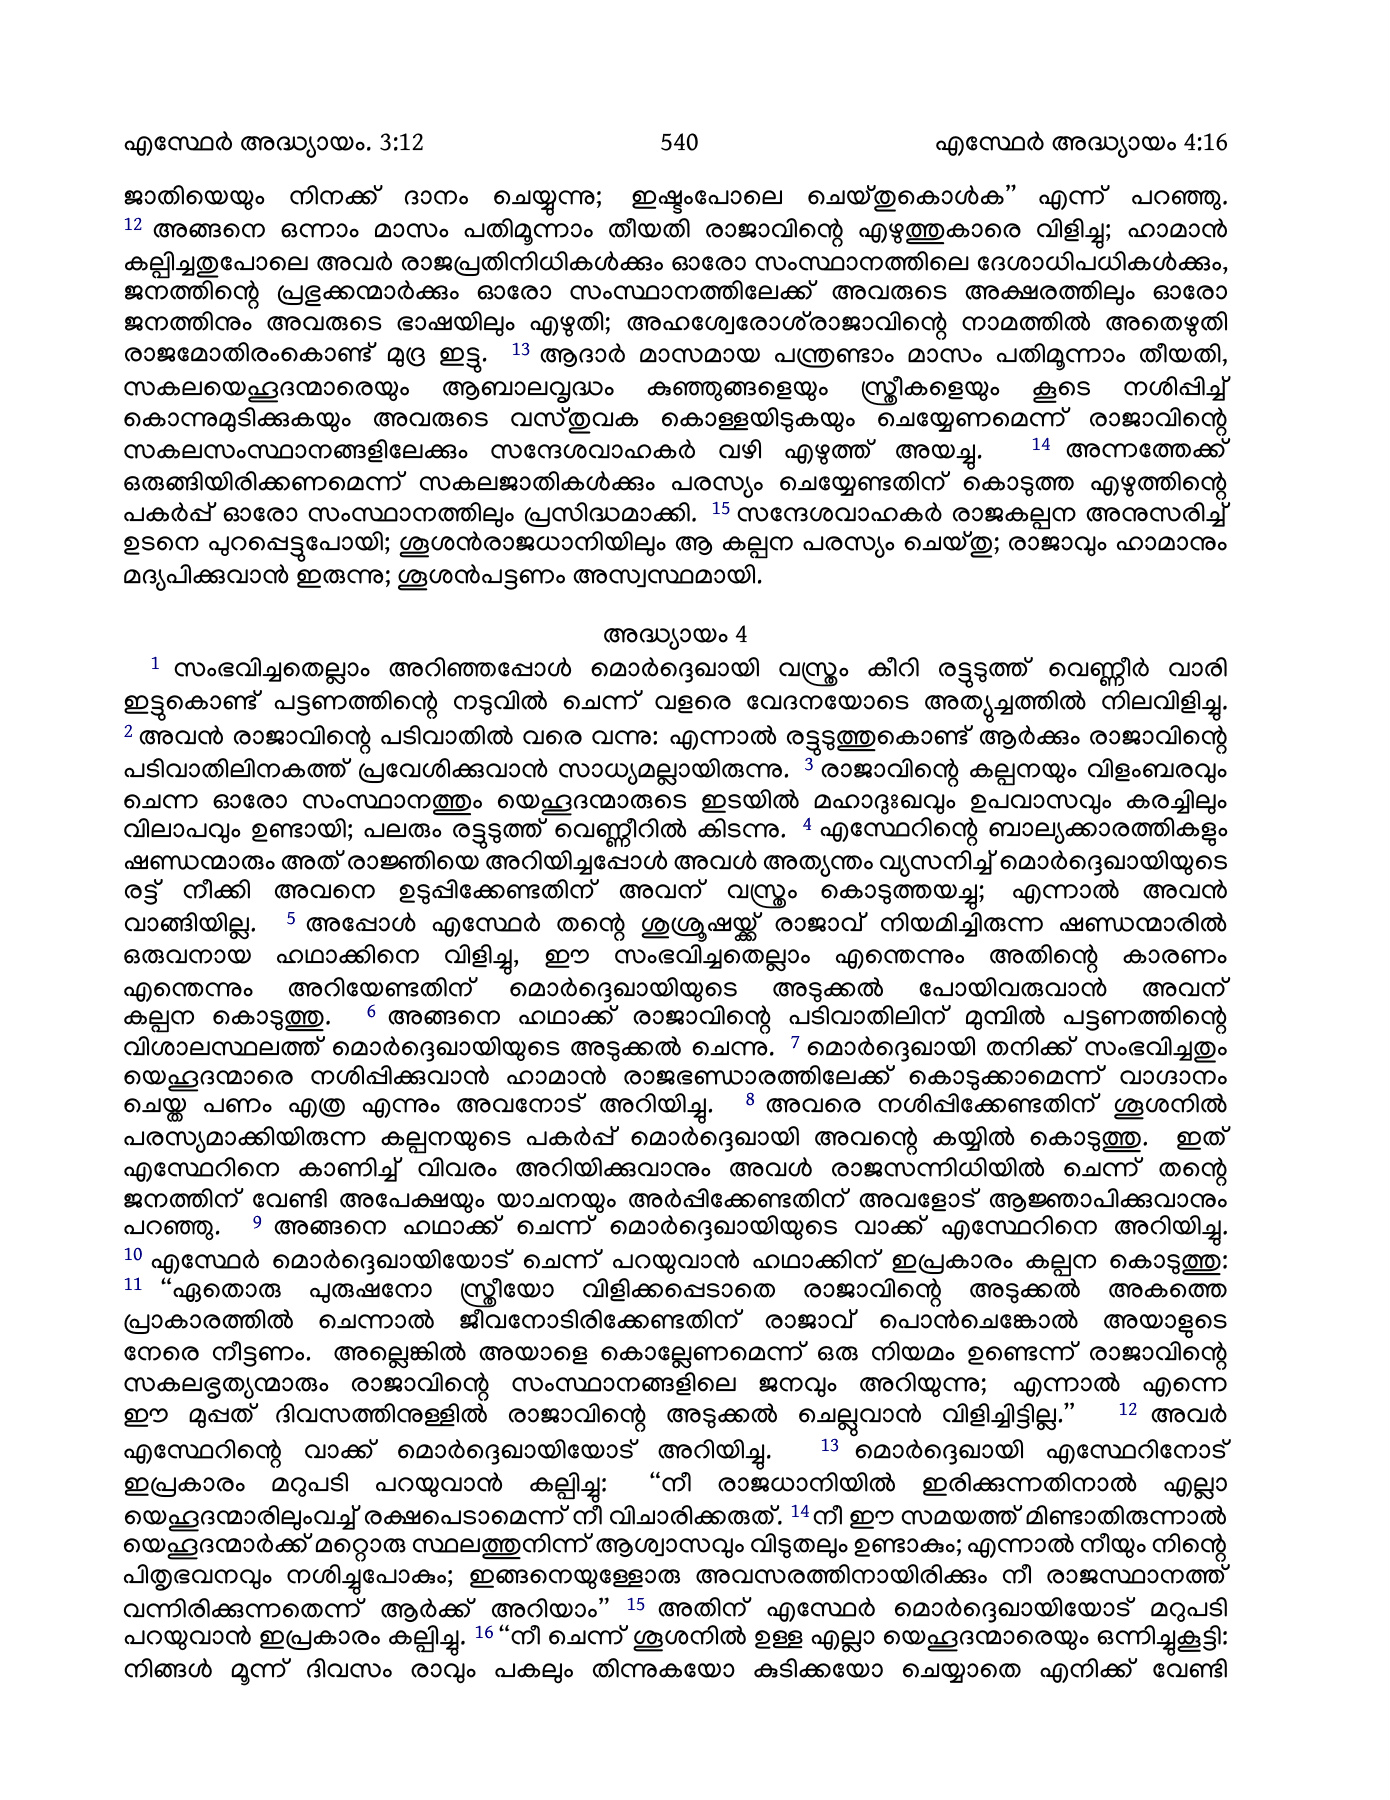 എസ്ഥേർ അദ്ധ്യായം. 3:12 540 എസ്ഥേർ അദ്ധ്യായം 4:16
ജാതിയെയും നിനക്ക് ദാനം ചെയ്യുന്നു; ഇഷ്ടംപോലെ ചെയ്തുകൊൾക” എന്ന് പറഞ്ഞു.
12 അങ്ങനെ ഒന്നാം മാസം പതിമൂന്നാം തീയതി രാജാവിന്റെ എഴുത്തുകാരെ വിളിച്ചു; ഹാമാൻ
കല്പിച്ചതുപോലെ അവർ രാജപ്രതിനിധികൾക്കും ഓരോ സംസ്ഥാനത്തിലെ ദേശാധിപധികൾക്കും,
ജനത്തിന്റെ പ്രഭുക്കന്മാർക്കും ഓരോ സംസ്ഥാനത്തിലേക്ക് അവരുടെ അക്ഷരത്തിലും ഓരോ
ജനത്തിനും അവരുടെ ഭാഷയിലും എഴുതി; അഹശ്വേരോശ്‌രാജാവിന്റെ നാമത്തിൽ അതെഴുതി
രാജമോതിരംകൊണ്ട് മുദ്ര ഇട്ടു. 13 ആദാർ മാസമായ പന്ത്രണ്ടാം മാസം പതിമൂന്നാം തീയതി,
സകലയെഹൂദന്മാരെയും ആബാലവൃദ്ധം കുഞ്ഞുങ്ങളെയും സ്ത്രീകളെയും കൂടെ നശിപ്പിച്ച്
കൊന്നുമുടിക്കുകയും അവരുടെ വസ്തുവക കൊള്ളയിടുകയും ചെയ്യേണമെന്ന് രാജാവിന്റെ
സകലസംസ്ഥാനങ്ങളിലേക്കും സന്ദേശവാഹകർ വഴി എഴുത്ത് അയച്ചു. 14 അന്നത്തേക്ക്
ഒരുങ്ങിയിരിക്കണമെന്ന് സകലജാതികൾക്കും പരസ്യം ചെയ്യേണ്ടതിന് കൊടുത്ത എഴുത്തിന്റെ
പകർപ്പ് ഓരോ സംസ്ഥാനത്തിലും പ്രസിദ്ധമാക്കി. 15 സന്ദേശവാഹകർ രാജകല്പന അനുസരിച്ച്
ഉടനെ പുറപ്പെട്ടുപോയി; ശൂശൻരാജധാനിയിലും ആ കല്പന പരസ്യം ചെയ്തു; രാജാവും ഹാമാനും
മദ്യപിക്കുവാൻ ഇരുന്നു; ശൂശൻപട്ടണം അസ്വസ്ഥമായി.
അദ്ധ്യായം 4
1 സംഭവിച്ചതെല്ലാം അറിഞ്ഞപ്പോൾ മൊർദ്ദെഖായി വസ്ത്രം കീറി രട്ടുടുത്ത് വെണ്ണീർ വാരി
ഇട്ടുകൊണ്ട് പട്ടണത്തിന്റെ നടുവിൽ ചെന്ന് വളരെ വേദനയോടെ അത്യുച്ചത്തിൽ നിലവിളിച്ചു.
2 അവൻ രാജാവിന്റെ പടിവാതിൽ വരെ വന്നു: എന്നാൽ രട്ടുടുത്തുകൊണ്ട് ആർക്കും രാജാവിന്റെ
പടിവാതിലിനകത്ത് പ്രവേശിക്കുവാൻ സാധ്യമല്ലായിരുന്നു. 3 രാജാവിന്റെ കല്പനയും വിളംബരവും
ചെന്ന ഓരോ സംസ്ഥാനത്തും യെഹൂദന്മാരുടെ ഇടയിൽ മഹാദുഃഖവും ഉപവാസവും കരച്ചിലും
വിലാപവും ഉണ്ടായി; പലരും രട്ടുടുത്ത് വെണ്ണീറിൽ കിടന്നു. 4 എസ്ഥേറിന്റെ ബാല്യക്കാരത്തികളും
ഷണ്ഡന്മാരും അത് രാജ്ഞിയെ അറിയിച്ചപ്പോൾ അവൾ അത്യന്തം വ്യസനിച്ച് മൊർദ്ദെഖായിയുടെ
രട്ട് നീക്കി അവനെ ഉടുപ്പിക്കേണ്ടതിന് അവന് വസ്ത്രം കൊടുത്തയച്ചു; എന്നാൽ അവൻ
വാങ്ങിയില്ല. 5 അപ്പോൾ എസ്ഥേർ തന്റെ ശുശ്രൂഷയ്ക്ക് രാജാവ് നിയമിച്ചിരുന്ന ഷണ്ഡന്മാരിൽ
ഒരുവനായ ഹഥാക്കിനെ വിളിച്ചു, ഈ സംഭവിച്ചതെല്ലാം എന്തെന്നും അതിന്റെ കാരണം
എന്തെന്നും അറിയേണ്ടതിന് മൊർദ്ദെഖായിയുടെ അടുക്കൽ പോയിവരുവാൻ അവന്
കല്പന കൊടുത്തു. 6 അങ്ങനെ ഹഥാക്ക് രാജാവിന്റെ പടിവാതിലിന് മുമ്പിൽ പട്ടണത്തിന്റെ
വിശാലസ്ഥലത്ത് മൊർദ്ദെഖായിയുടെ അടുക്കൽ ചെന്നു. 7 മൊർദ്ദെഖായി തനിക്ക് സംഭവിച്ചതും
യെഹൂദന്മാരെ നശിപ്പിക്കുവാൻ ഹാമാൻ രാജഭണ്ഡാരത്തിലേക്ക് കൊടുക്കാമെന്ന് വാഗ്ദാനം
ചെയ്ത പണം എത്ര എന്നും അവനോട് അറിയിച്ചു. 8 അവരെ നശിപ്പിക്കേണ്ടതിന് ശൂശനിൽ
പരസ്യമാക്കിയിരുന്ന കല്പനയുടെ പകർപ്പ് മൊർദ്ദെഖായി അവന്റെ കയ്യിൽ കൊടുത്തു. ഇത്
എസ്ഥേറിനെ കാണിച്ച് വിവരം അറിയിക്കുവാനും അവൾ രാജസന്നിധിയിൽ ചെന്ന് തന്റെ
ജനത്തിന് വേണ്ടി അപേക്ഷയും യാചനയും അർപ്പിക്കേണ്ടതിന് അവളോട് ആജ്ഞാപിക്കുവാനും
പറഞ്ഞു. 9 അങ്ങനെ ഹഥാക്ക് ചെന്ന് മൊർദ്ദെഖായിയുടെ വാക്ക് എസ്ഥേറിനെ അറിയിച്ചു.
10 എസ്ഥേർ മൊർദ്ദെഖായിയോട് ചെന്ന് പറയുവാൻ ഹഥാക്കിന് ഇപ്രകാരം കല്പന കൊടുത്തു:
11 “ഏതൊരു പുരുഷനോ സ്ത്രീയോ വിളിക്കപ്പെടാതെ രാജാവിന്റെ അടുക്കൽ അകത്തെ
പ്രാകാരത്തിൽ ചെന്നാൽ ജീവനോടിരിക്കേണ്ടതിന് രാജാവ് പൊൻചെങ്കോൽ അയാളുടെ
നേരെ നീട്ടണം. അല്ലെങ്കിൽ അയാളെ കൊല്ലേണമെന്ന് ഒരു നിയമം ഉണ്ടെന്ന് രാജാവിന്റെ
സകലഭൃത്യന്മാരും രാജാവിന്റെ സംസ്ഥാനങ്ങളിലെ ജനവും അറിയുന്നു; എന്നാൽ എന്നെ
ഈ മുപ്പത് ദിവസത്തിനുള്ളിൽ രാജാവിന്റെ അടുക്കൽ ചെല്ലുവാൻ വിളിച്ചിട്ടില്ല.” 12 അവർ
എസ്ഥേറിന്റെ വാക്ക് മൊർദ്ദെഖായിയോട് അറിയിച്ചു. 13 മൊർദ്ദെഖായി എസ്ഥേറിനോട്
ഇപ്രകാരം മറുപടി പറയുവാൻ കല്പിച്ചു: “നീ രാജധാനിയിൽ ഇരിക്കുന്നതിനാൽ എല്ലാ
യെഹൂദന്മാരിലുംവച്ച് രക്ഷപെടാമെന്ന് നീ വിചാരിക്കരുത്. 14 നീ ഈ സമയത്ത് മിണ്ടാതിരുന്നാൽ
യെഹൂദന്മാർക്ക് മറ്റൊരു സ്ഥലത്തുനിന്ന് ആശ്വാസവും വിടുതലും ഉണ്ടാകും; എന്നാൽ നീയും നിന്റെ
പിതൃഭവനവും നശിച്ചുപോകും; ഇങ്ങനെയുള്ളോരു അവസരത്തിനായിരിക്കും നീ രാജസ്ഥാനത്ത്
വന്നിരിക്കുന്നതെന്ന് ആർക്ക് അറിയാം” 15 അതിന് എസ്ഥേർ മൊർദ്ദെഖായിയോട് മറുപടി
പറയുവാൻ ഇപ്രകാരം കല്പിച്ചു. 16 “നീ ചെന്ന് ശൂശനിൽ ഉള്ള എല്ലാ യെഹൂദന്മാരെയും ഒന്നിച്ചുകൂട്ടി:
നിങ്ങൾ മൂന്ന് ദിവസം രാവും പകലും തിന്നുകയോ കുടിക്കയോ ചെയ്യാതെ എനിക്ക് വേണ്ടി